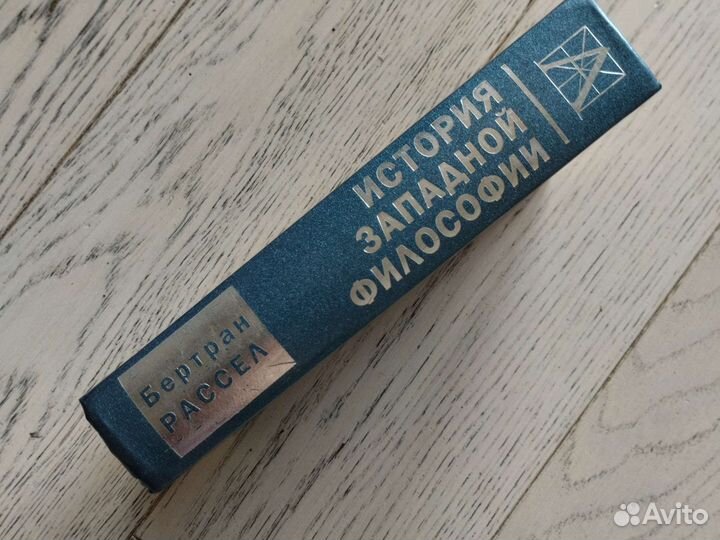 Бертран
РАССЕЛ
ИСТОРИЯ
ЗАПАДНОЙ
ФИЛОСОФИИ
Avito